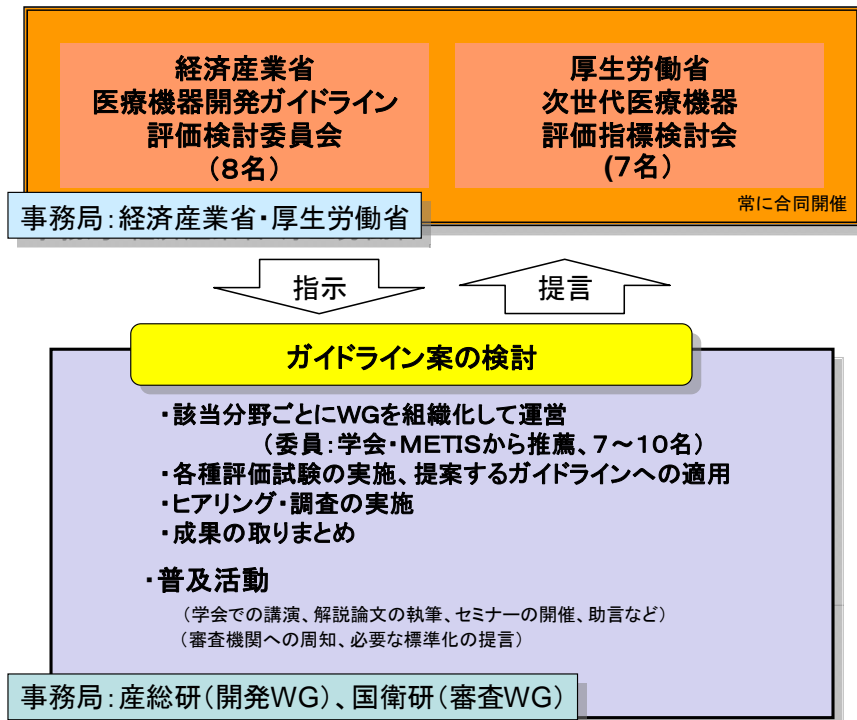 経済産業省
医療機器開発ガイドライン
評価検討委員会
(8名)
厚生労働省
次世代医療機器
評価指標検討会
(7名)
常に合同開催
事務局:経済産業省・厚生労働省
指示
提言
ガイドライン案の検討
・該当分野ごとにWGを組織化して運営
(委員:学会・METISから推薦、7~10名)
・各種評価試験の実施、提案するガイドラインへの適用
・ヒアリング・調査の実施
・成果の取りまとめ
・普及活動
(学会での講演、解説論文の執筆、セミナーの開催、助言など)
(審査機関への周知、必要な標準化の提言)
事務局:産総研(開発WG)、国衛研(審査WG)